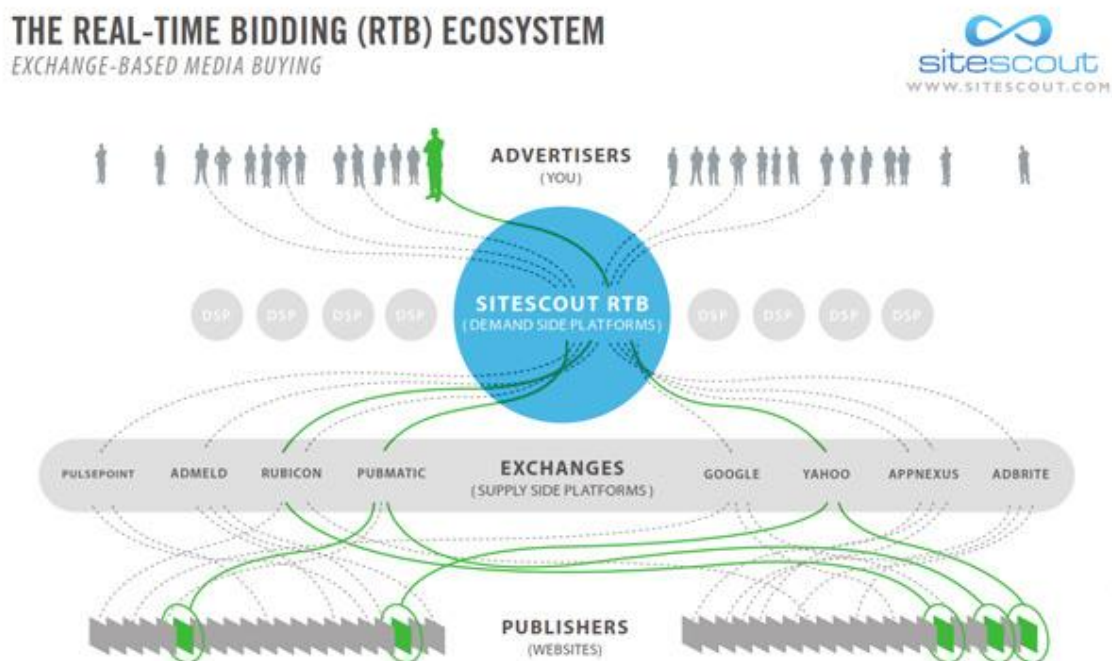 THE REAL-TIME BIDDING (RTB) ECOSYSTEM
EXCHANGE-BASED MEDIA BUYING
sitescout
WWW.SITESCOUT.COM
ADVERTISERS
(YOU)
DSP DSP DSP DSP
SITESCOUT RTB
(DEMAND SIDE PLATFORMS)
DSP DSP DSP DSP
PULSEPOINT ADMELD RUBICON PUBMATIC
EXCHANGES
(SUPPLY SIDE PLATFORMS)
GOOGLE YAHOO APPNEXUS ADBRITE
PUBLISHERS
(WEBSITES)